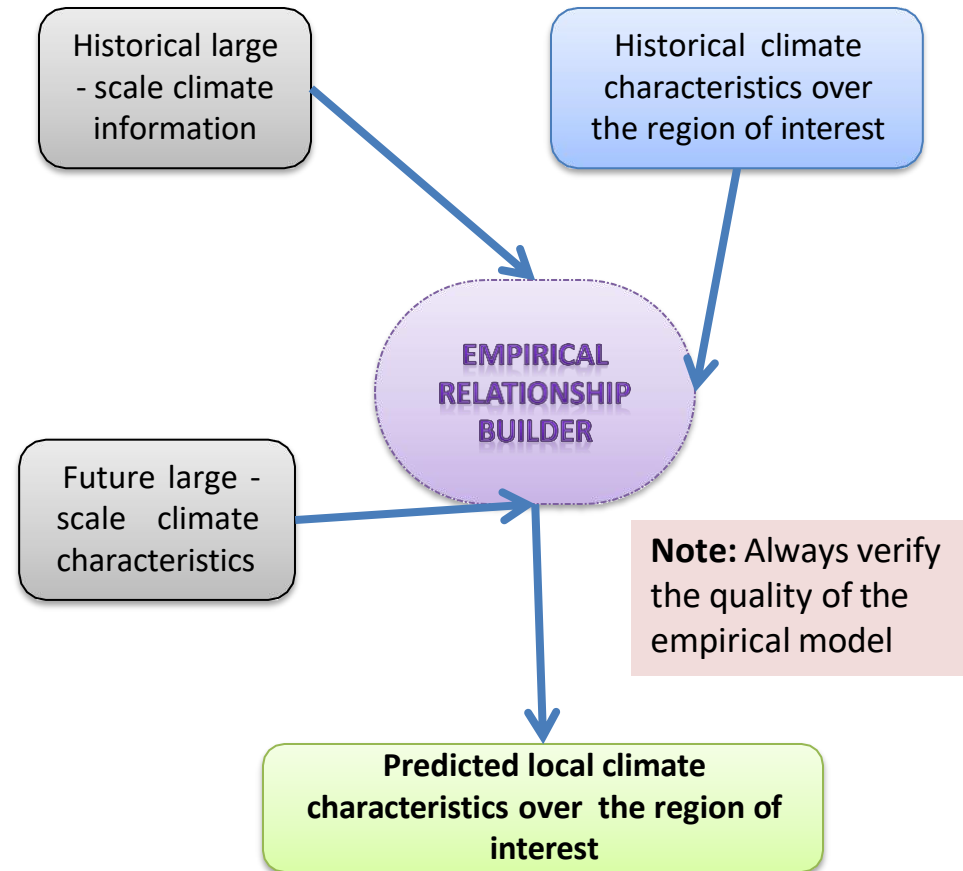 Historical large
- scale climate
information
Historical climate
characteristics over
the region of interest
EMPIRICAL
RELATIONSHIP
BUILDER
Future large -
scale climate
characteristics
Note: Always verify
the quality of the
empirical model
Predicted local climate
characteristics over the region of
interest